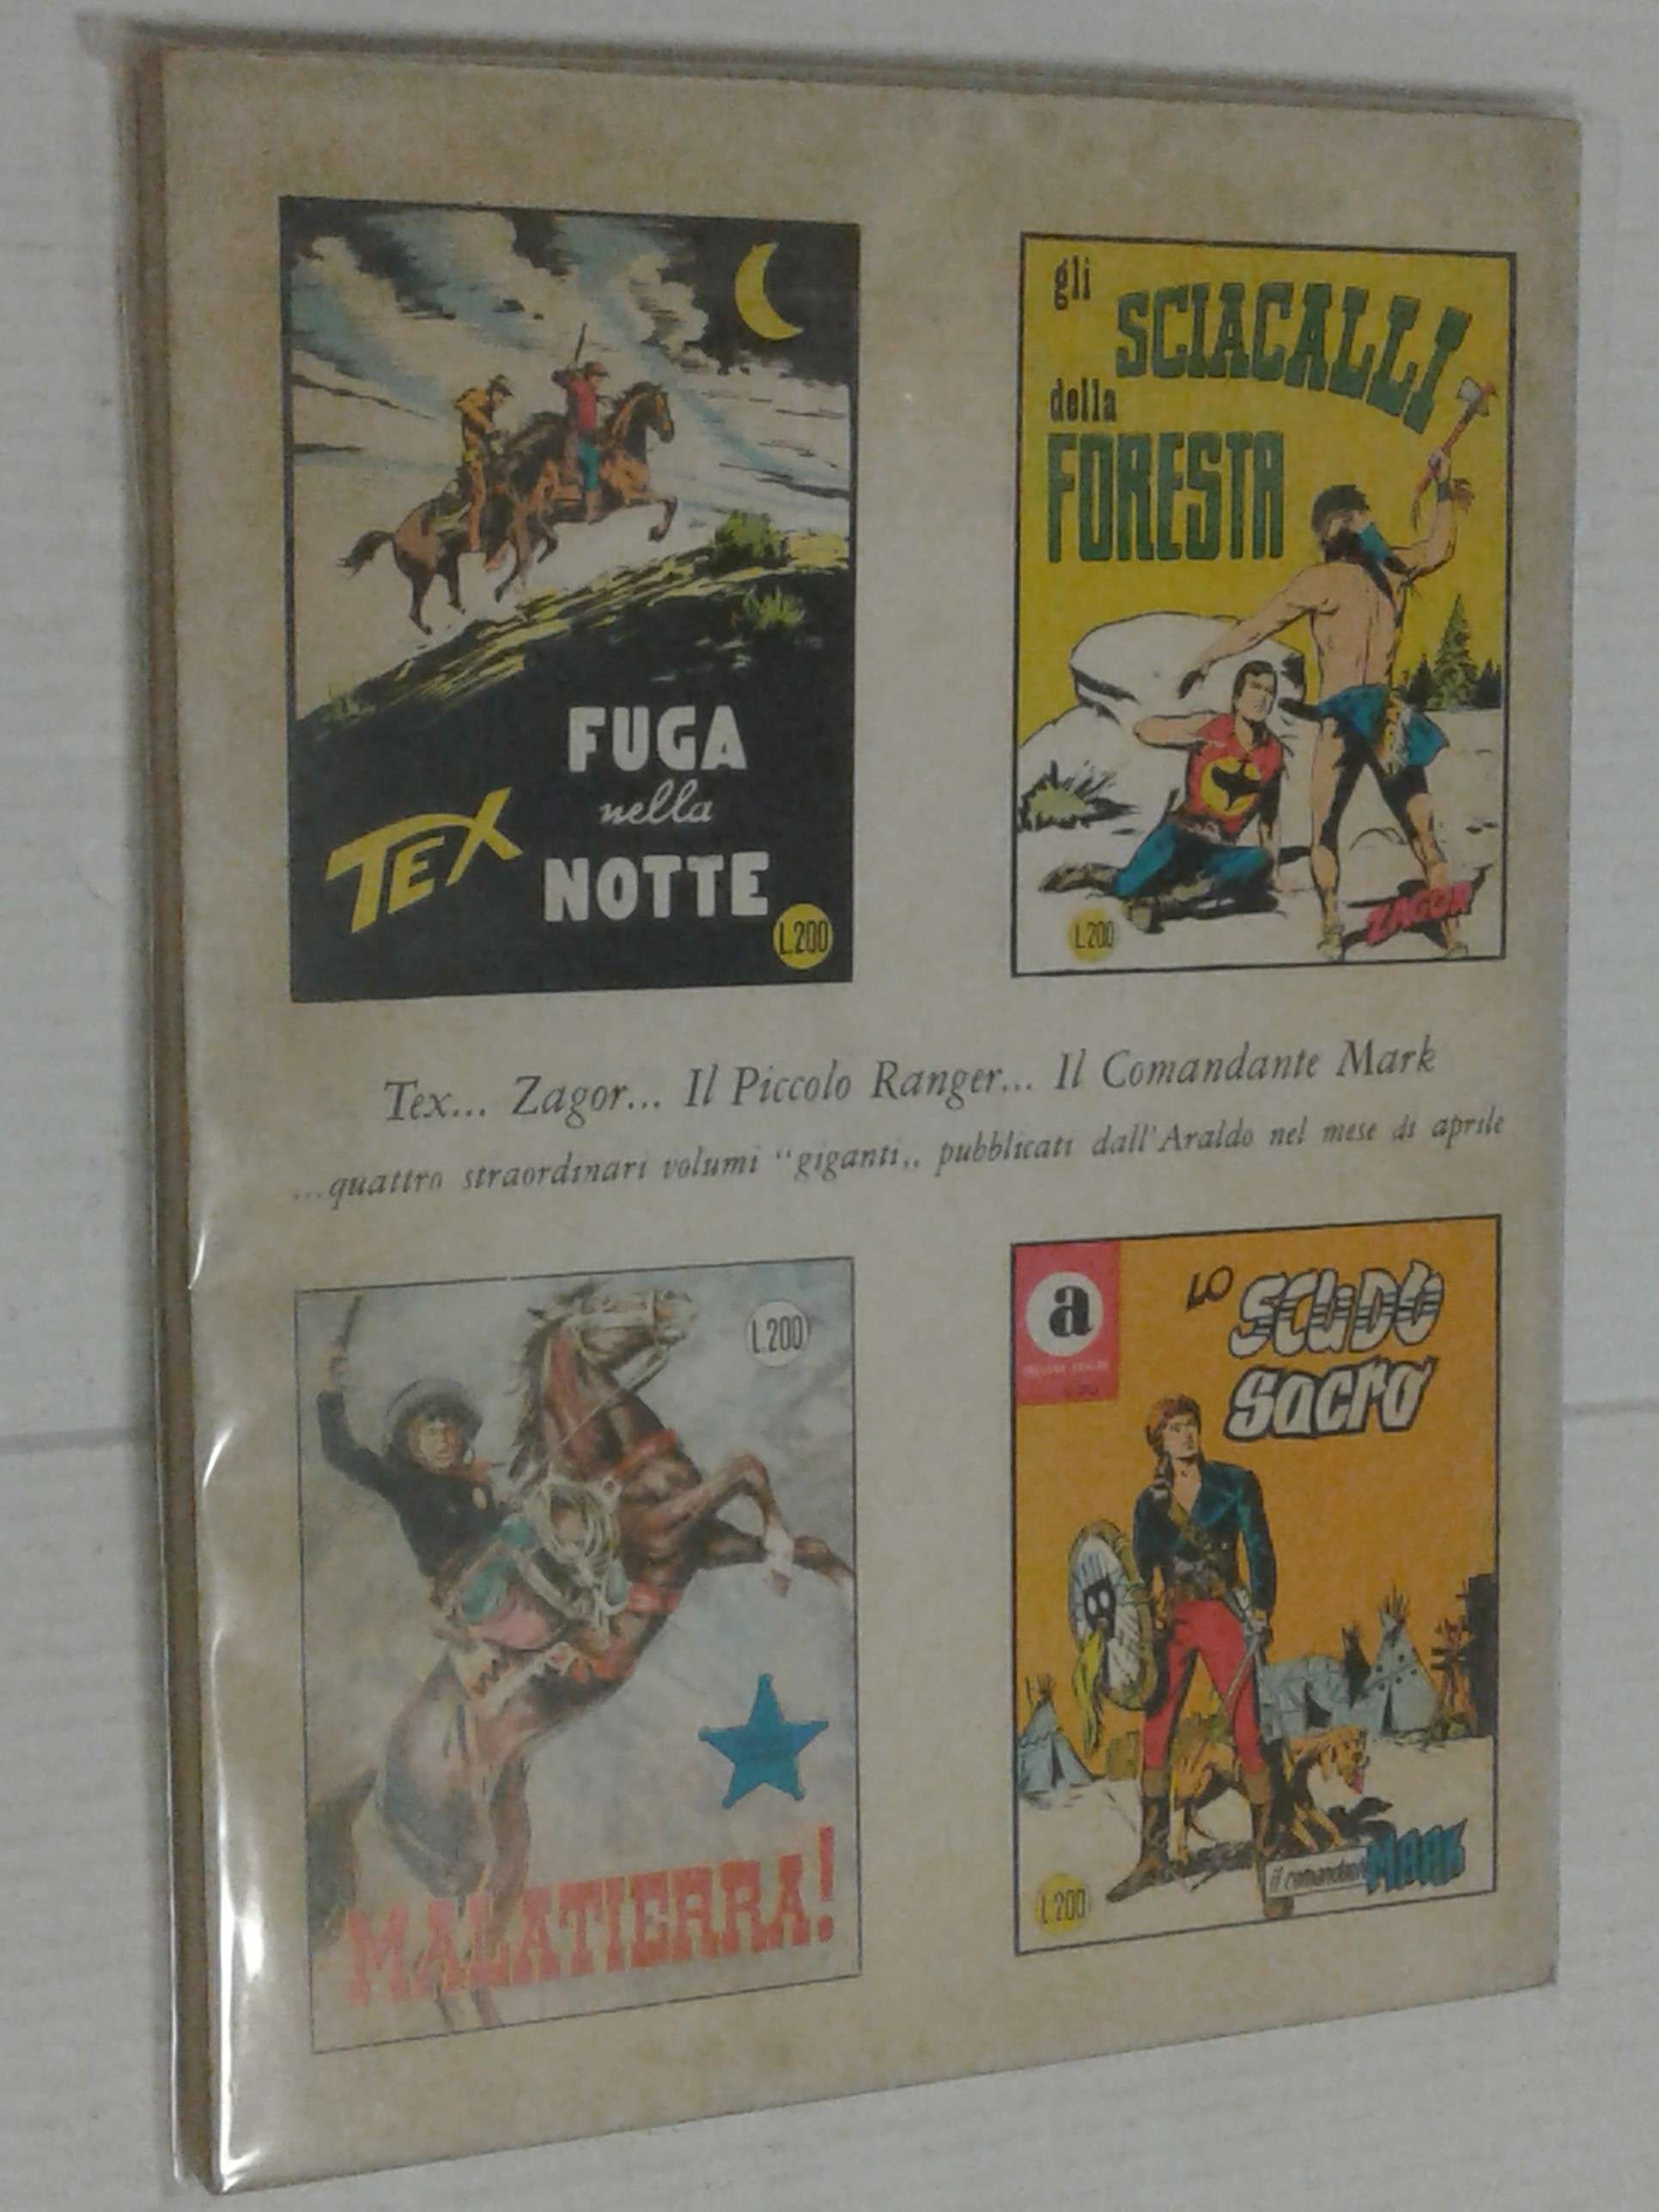 FUGA
nella
NOTTE
TEX
L.200
gli
SCIACALLI
della
FORESTA
L.200
ZAGOR
Tex... Zagor... Il Piccolo Ranger... Il Comandante Mark
...quattro straordinari volumi "giganti,, pubblicati dall'Araldo nel mese di aprile
L.200
MALATIERRA!
a
LO SCUDO
SACRO
il comandante MARK
L.200